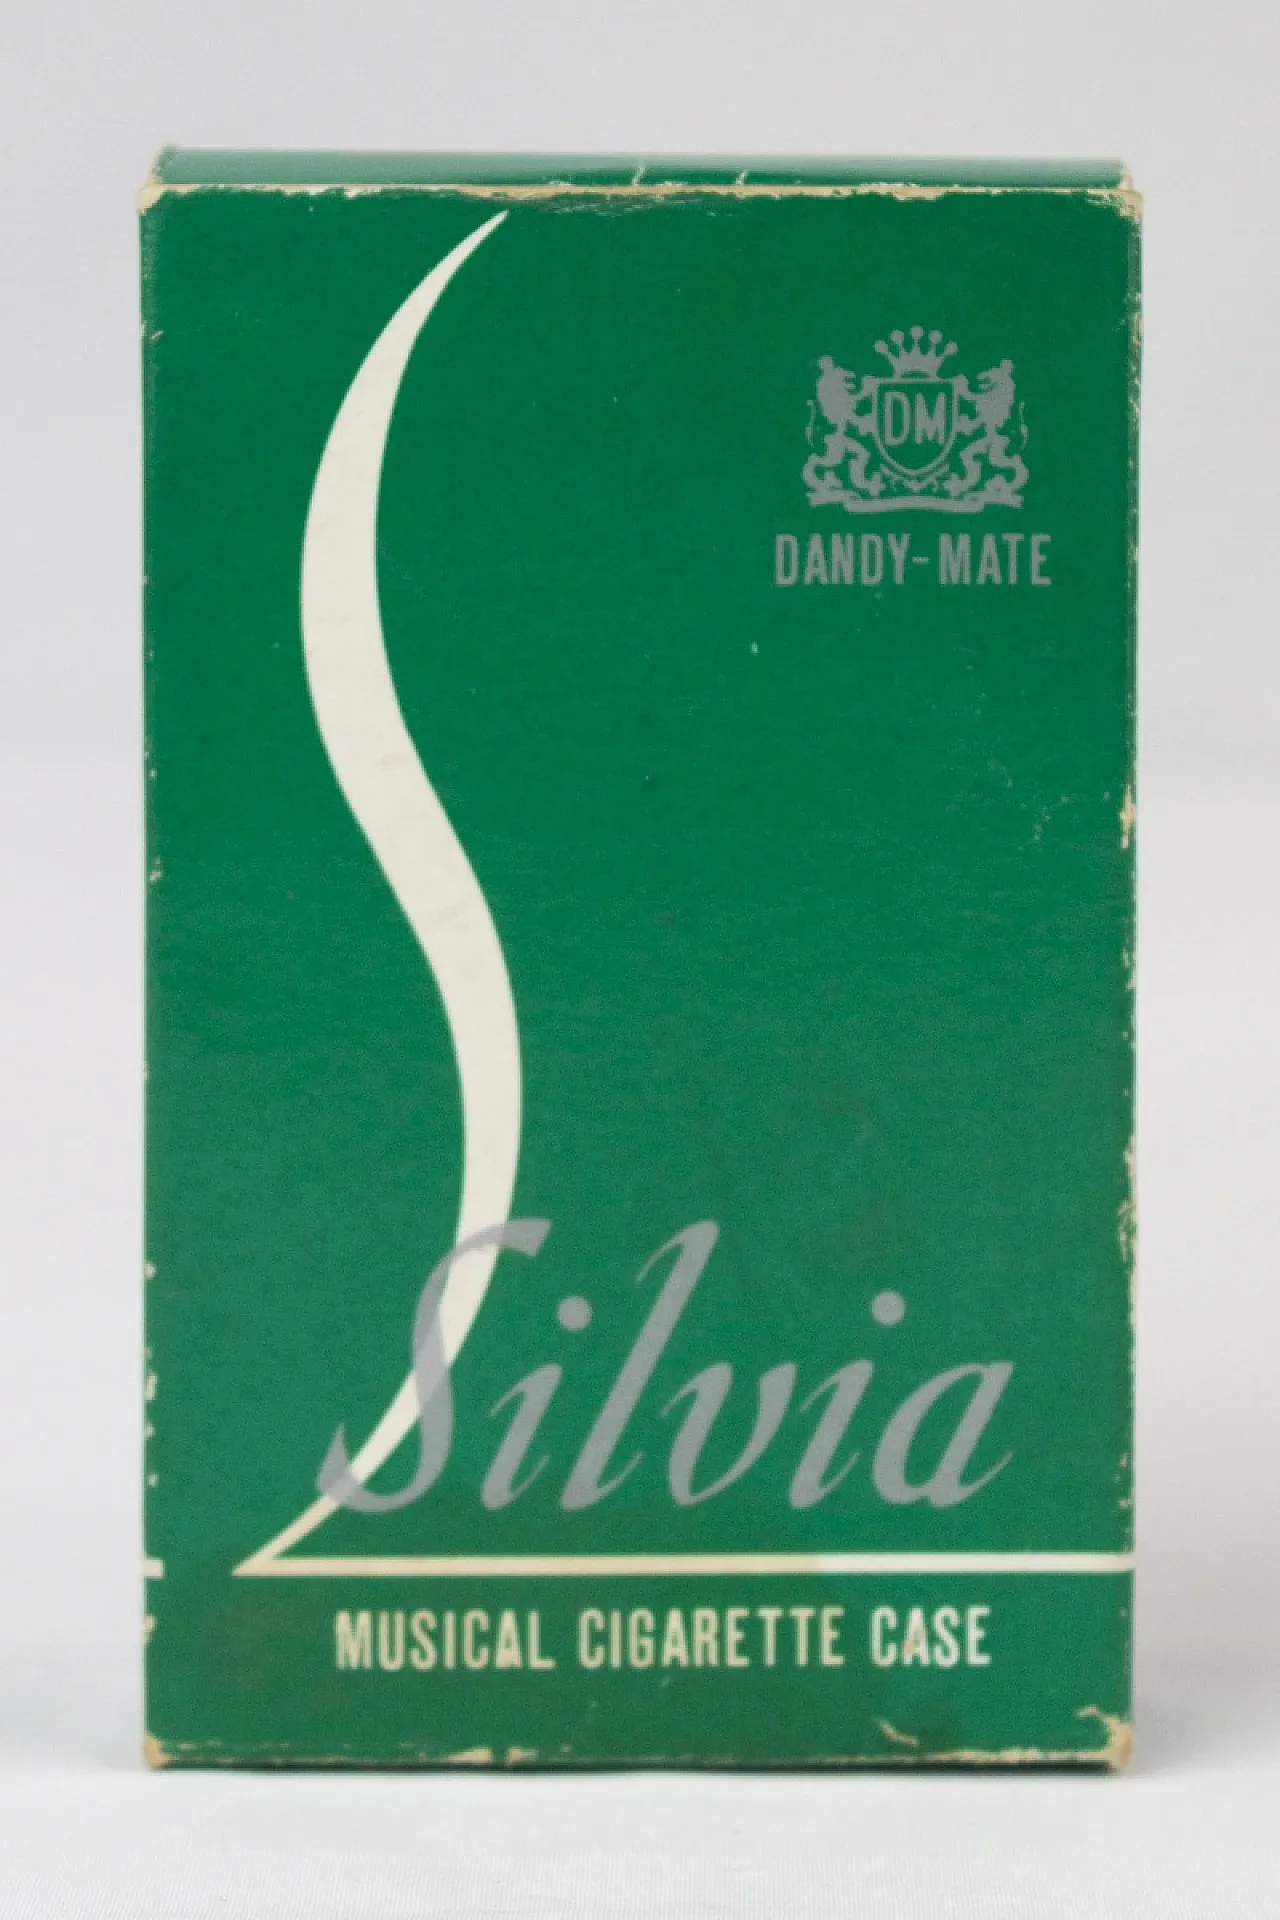 DM
DANDY-MATE
Silvia
MUSICAL CIGARETTE CASE